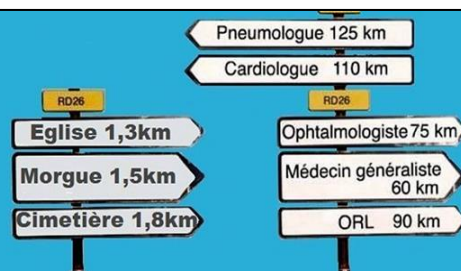 Pneumologue 125 km
Cardiologue 110 km
RD26
Eglise 1,3km
Morgue 1,5km
Cimetière 1,8km
RD26
Ophtalmologiste 75 km
Médecin généraliste
60 km
ORL 90 km